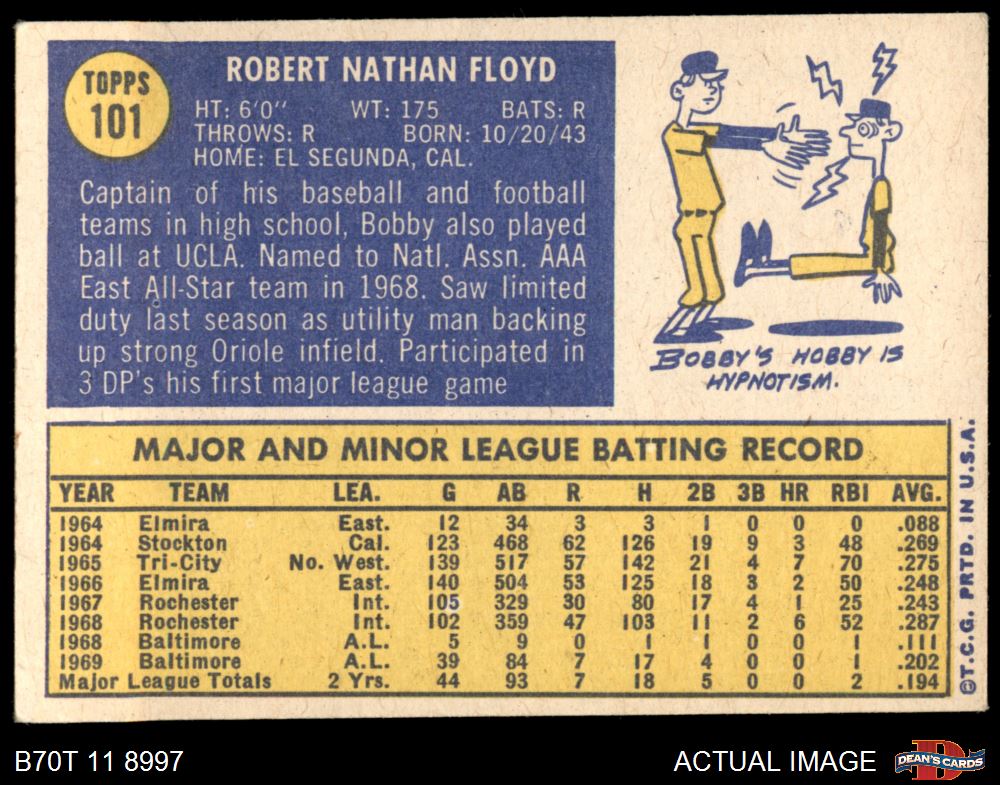 TOPPS
101
ROBERT NATHAN FLOYD
HT: 6'0" WT: 175 BATS: R
THROWS: R BORN: 10/20/43
HOME: EL SEGUNDA, CAL.
Captain of his baseball and football
teams in high school, Bobby also played
ball at UCLA. Named to Natl. Assn. AAA
East All-Star team in 1968. Saw limited
duty last season as utility man backing
up strong Oriole infield. Participated in
3 DP's his first major league game
BOBBY'S HOBBY IS
HYPNOTISM.
MAJOR AND MINOR LEAGUE BATTING RECORD
YEAR TEAM LEA. G AB R H 2B 3B HR RBI AVG.
1964 Elmira East. 12 34 3 3 1 0 0 0 .088
1964 Stockton Cal. 123 468 62 126 19 9 3 48 .269
1965 Tri-City No. West. 139 517 57 142 21 4 7 70 .275
1966 Elmira East. 140 504 53 125 18 3 2 50 .248
1967 Rochester Int. 105 329 30 80 17 4 1 25 .243
1968 Rochester Int. 102 359 47 103 11 2 6 52 .287
1968 Baltimore A.L. 5 9 0 1 1 0 0 1 .111
1969 Baltimore A.L. 39 84 7 17 4 0 0 1 .202
Major League Totals 2 Yrs. 44 93 7 18 5 0 0 2 .194
©T.C.G. PRTD. IN U.S.A.
B70T 11 8997
ACTUAL IMAGE
D
DEAN'S CARDS